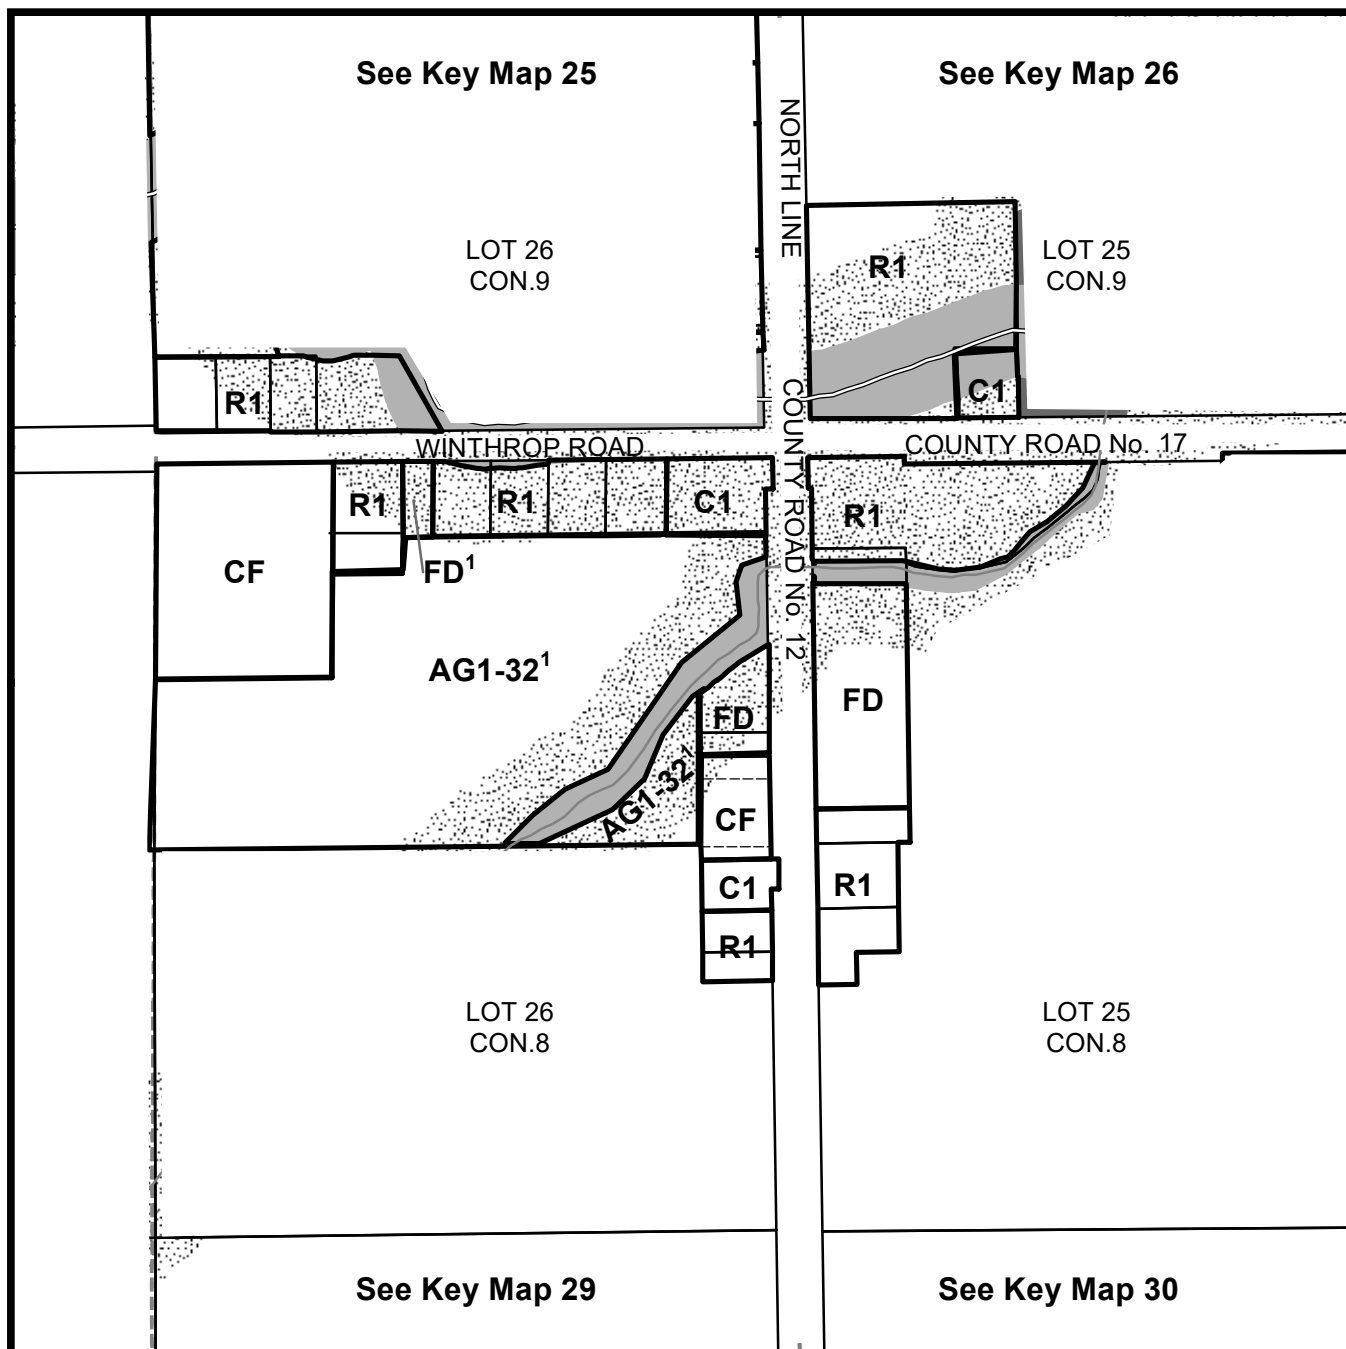 See Key Map 25
See Key Map 26
NORTH LINE
LOT 26
CON.9
R1
LOT 25
CON.9
R1
C1
COUNTY ROAD No. 12
WINTHROP ROAD
COUNTY ROAD No. 17
R1
R1
C1
R1
CF
FD¹
AG1-32¹
FD
FD
AG1-32¹
CF
C1
R1
R1
LOT 26
CON.8
LOT 25
CON.8
See Key Map 29
See Key Map 30